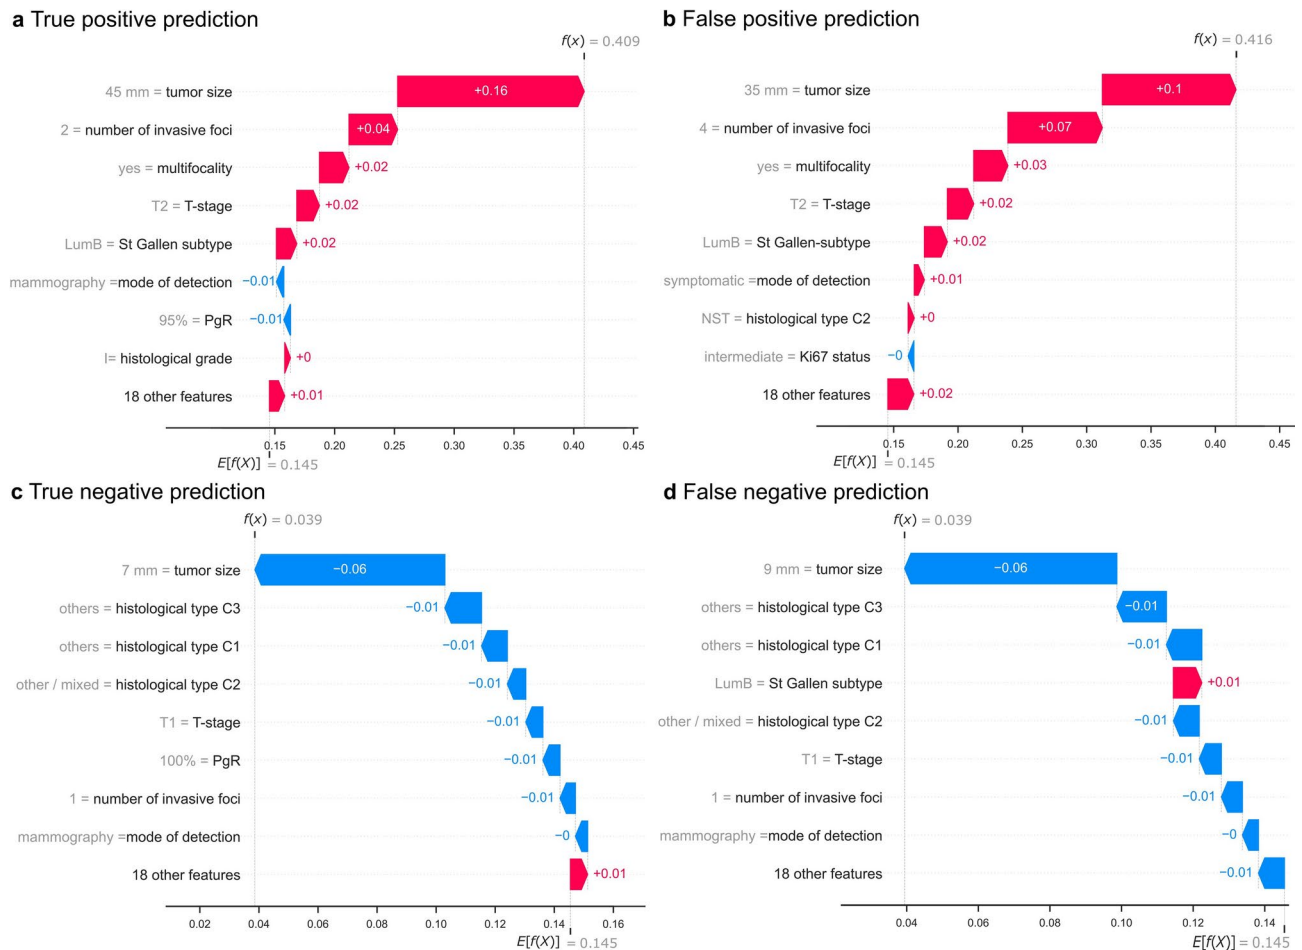 a True positive prediction
f(x) = 0.409
45 mm = tumor size
+0.16
2 = number of invasive foci
+0.04
yes = multifocality
+0.02
T2 = T-stage
+0.02
LumB = St Gallen subtype
+0.02
mammography =mode of detection
−0.01
95% = PgR
−0.01
I= histological grade
+0
18 other features
+0.01
0.15 0.20 0.25 0.30 0.35 0.40 0.45
E[f(X)] = 0.145
b False positive prediction
f(x) = 0.416
35 mm = tumor size
+0.1
4 = number of invasive foci
+0.07
yes = multifocality
+0.03
T2 = T-stage
+0.02
LumB = St Gallen-subtype
+0.02
symptomatic =mode of detection
+0.01
NST = histological type C2
+0
intermediate = Ki67 status
−0
18 other features
+0.02
0.15 0.20 0.25 0.30 0.35 0.40 0.45
E[f(X)] = 0.145
c True negative prediction
f(x) = 0.039
7 mm = tumor size
−0.06
others = histological type C3
−0.01
others = histological type C1
−0.01
other / mixed = histological type C2
−0.01
T1 = T-stage
−0.01
100% = PgR
−0.01
1 = number of invasive foci
−0.01
mammography =mode of detection
−0
18 other features
+0.01
0.02 0.04 0.06 0.08 0.10 0.12 0.14 0.16
E[f(X)] = 0.145
d False negative prediction
f(x) = 0.039
9 mm = tumor size
−0.06
others = histological type C3
−0.01
others = histological type C1
−0.01
LumB = St Gallen subtype
+0.01
other / mixed = histological type C2
−0.01
T1 = T-stage
−0.01
1 = number of invasive foci
−0.01
mammography =mode of detection
−0
18 other features
−0.01
0.04 0.06 0.08 0.10 0.12 0.14
E[f(X)] = 0.145